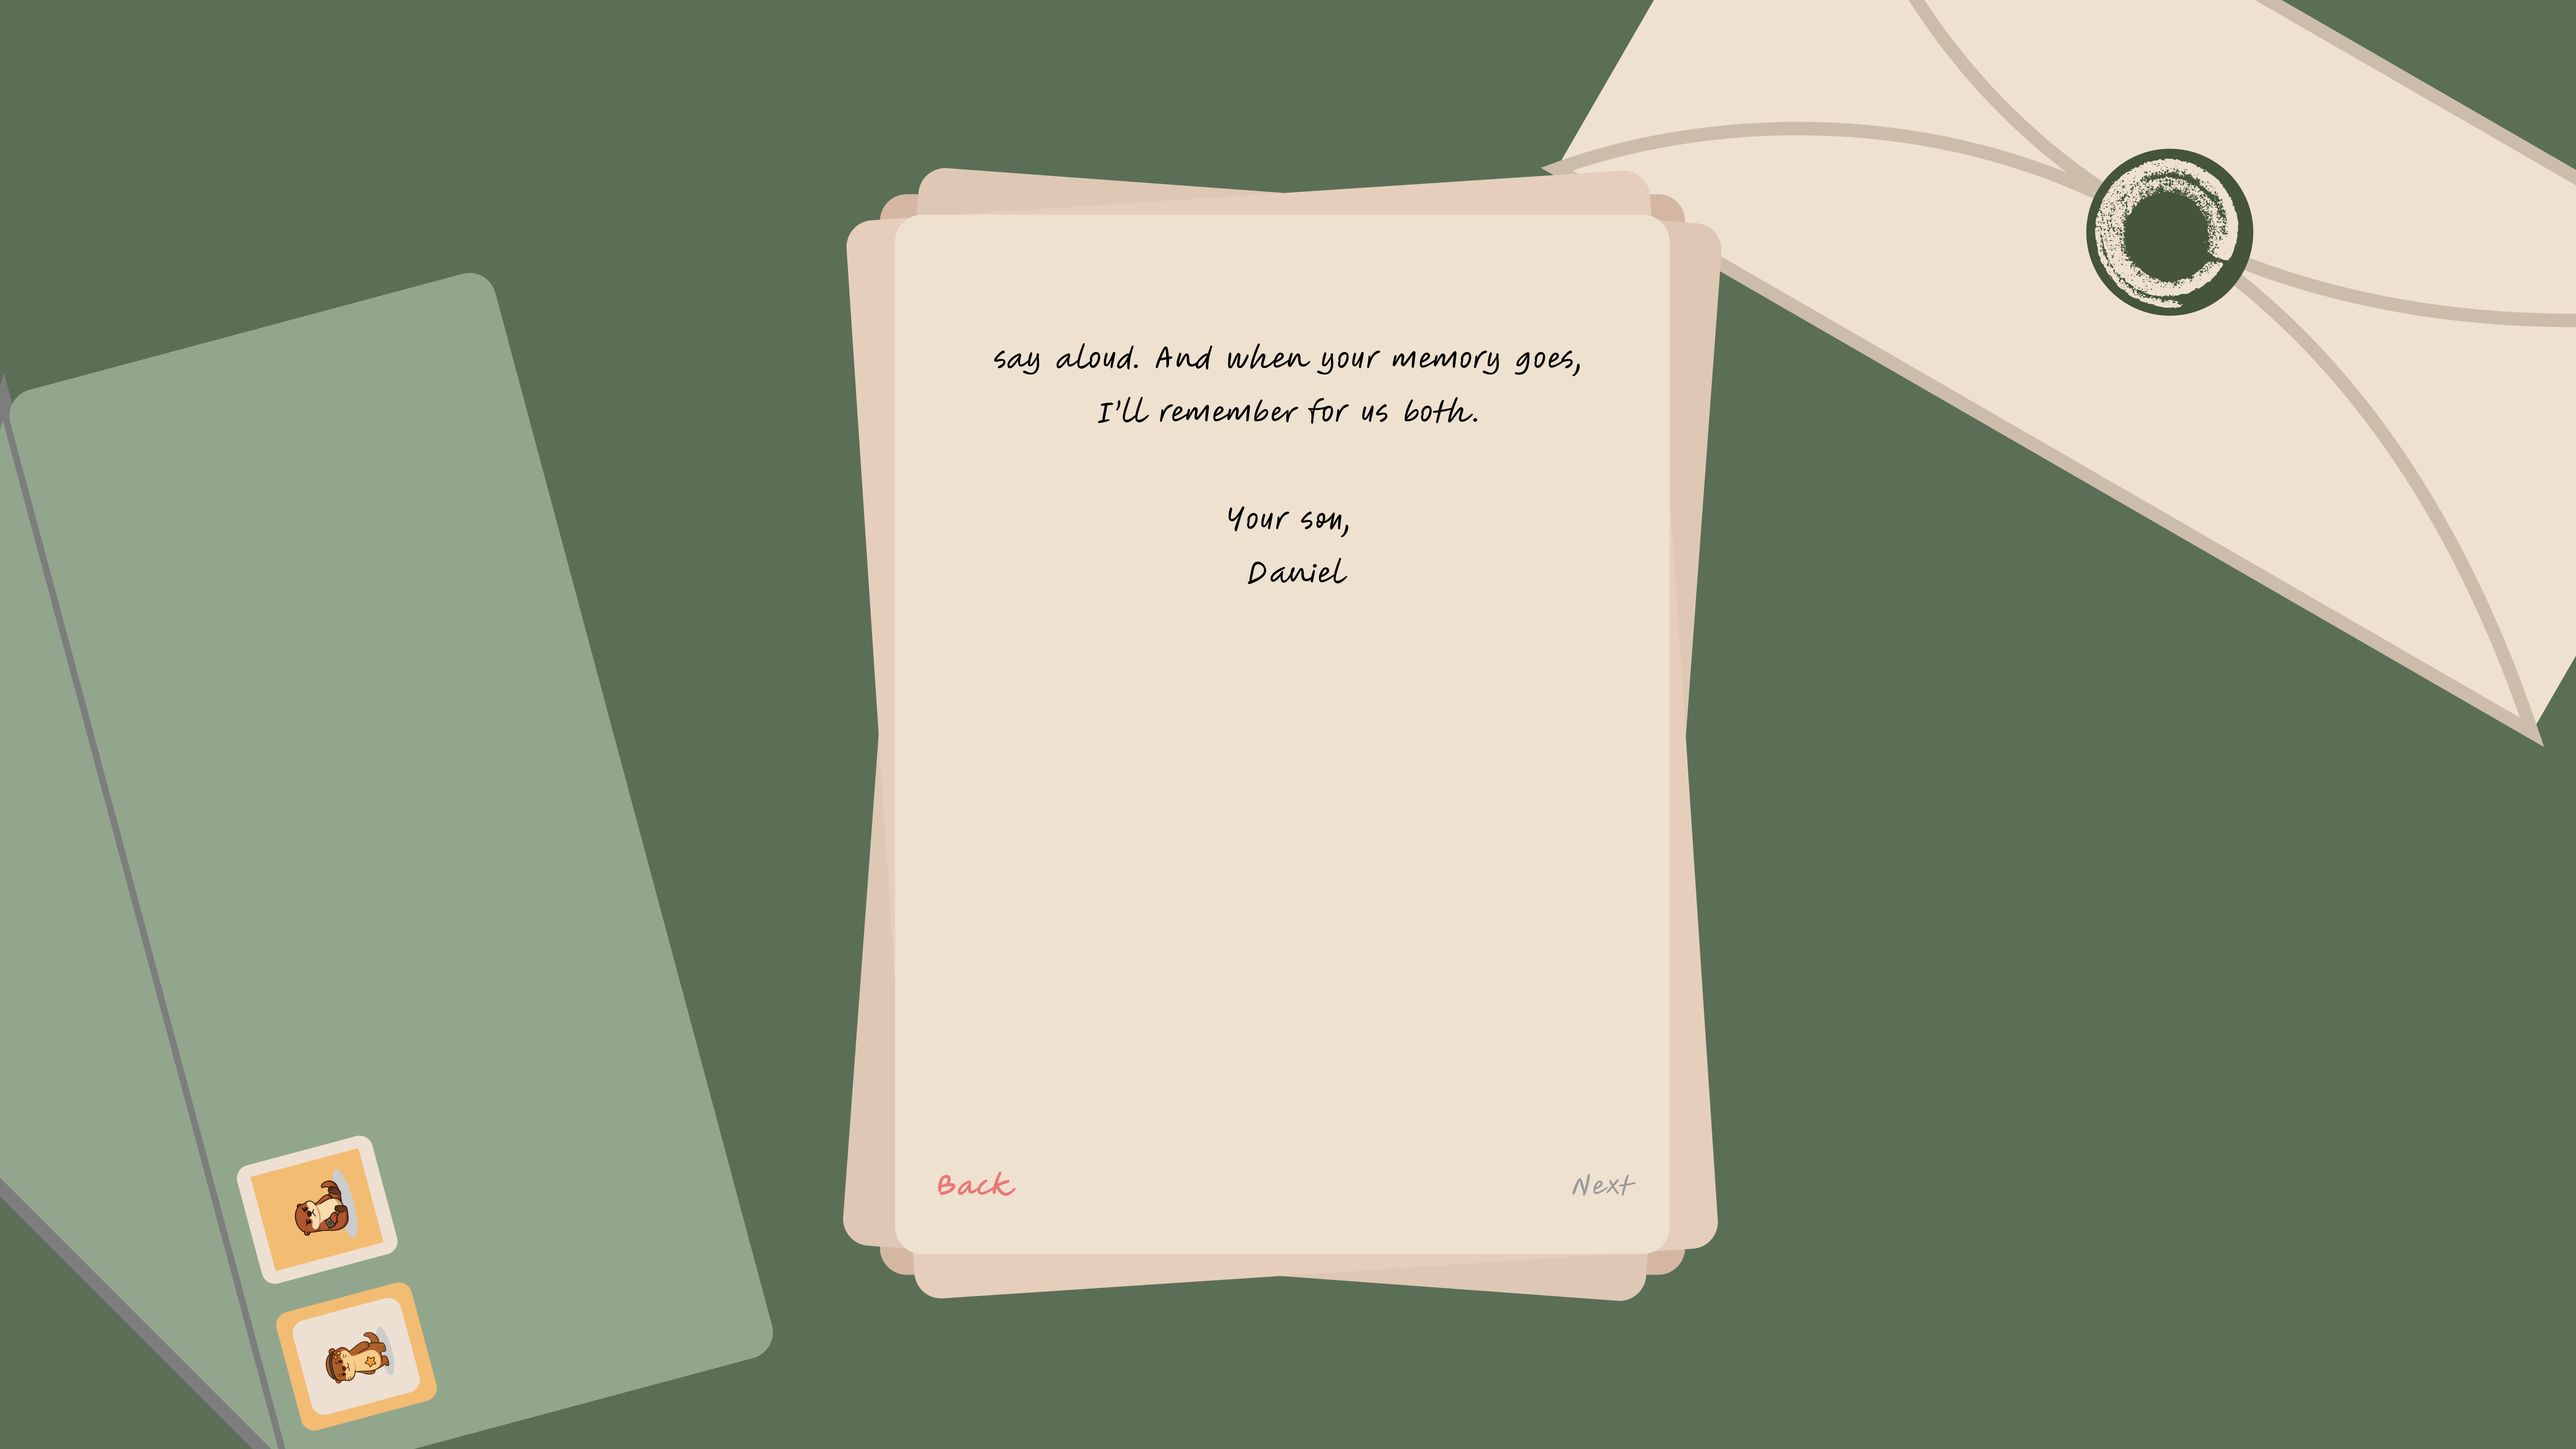 say aloud. And when your memory goes,
I'll remember for us both.
Your son,
Daniel
Back
Next